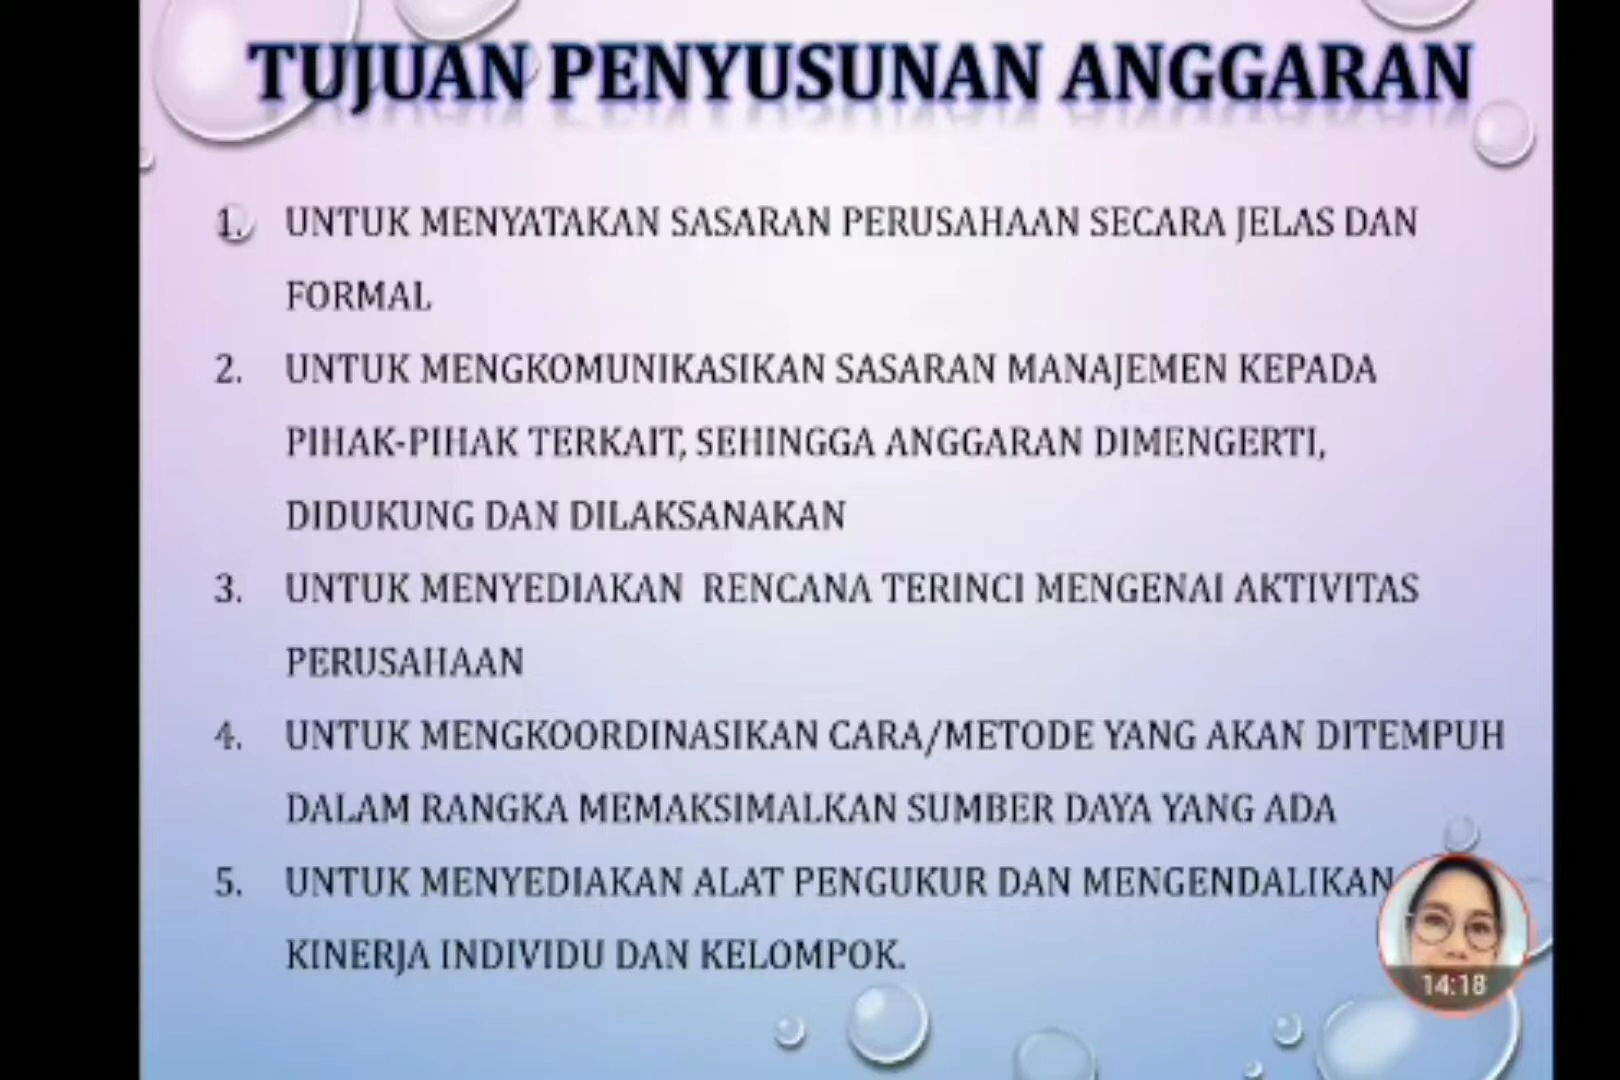 TUJUAN PENYUSUNAN ANGGARAN
1. UNTUK MENYATAKAN SASARAN PERUSAHAAN SECARA JELAS DAN
FORMAL
2. UNTUK MENGKOMUNIKASIKAN SASARAN MANAJEMEN KEPADA
PIHAK-PIHAK TERKAIT, SEHINGGA ANGGARAN DIMENGERTI,
DIDUKUNG DAN DILAKSANAKAN
3. UNTUK MENYEDIAKAN RENCANA TERINCI MENGENAI AKTIVITAS
PERUSAHAAN
4. UNTUK MENGKOORDINASIKAN CARA/METODE YANG AKAN DITEMPUH
DALAM RANGKA MEMAKSIMALKAN SUMBER DAYA YANG ADA
5. UNTUK MENYEDIAKAN ALAT PENGUKUR DAN MENGENDALIKAN
KINERJA INDIVIDU DAN KELOMPOK.
14:18